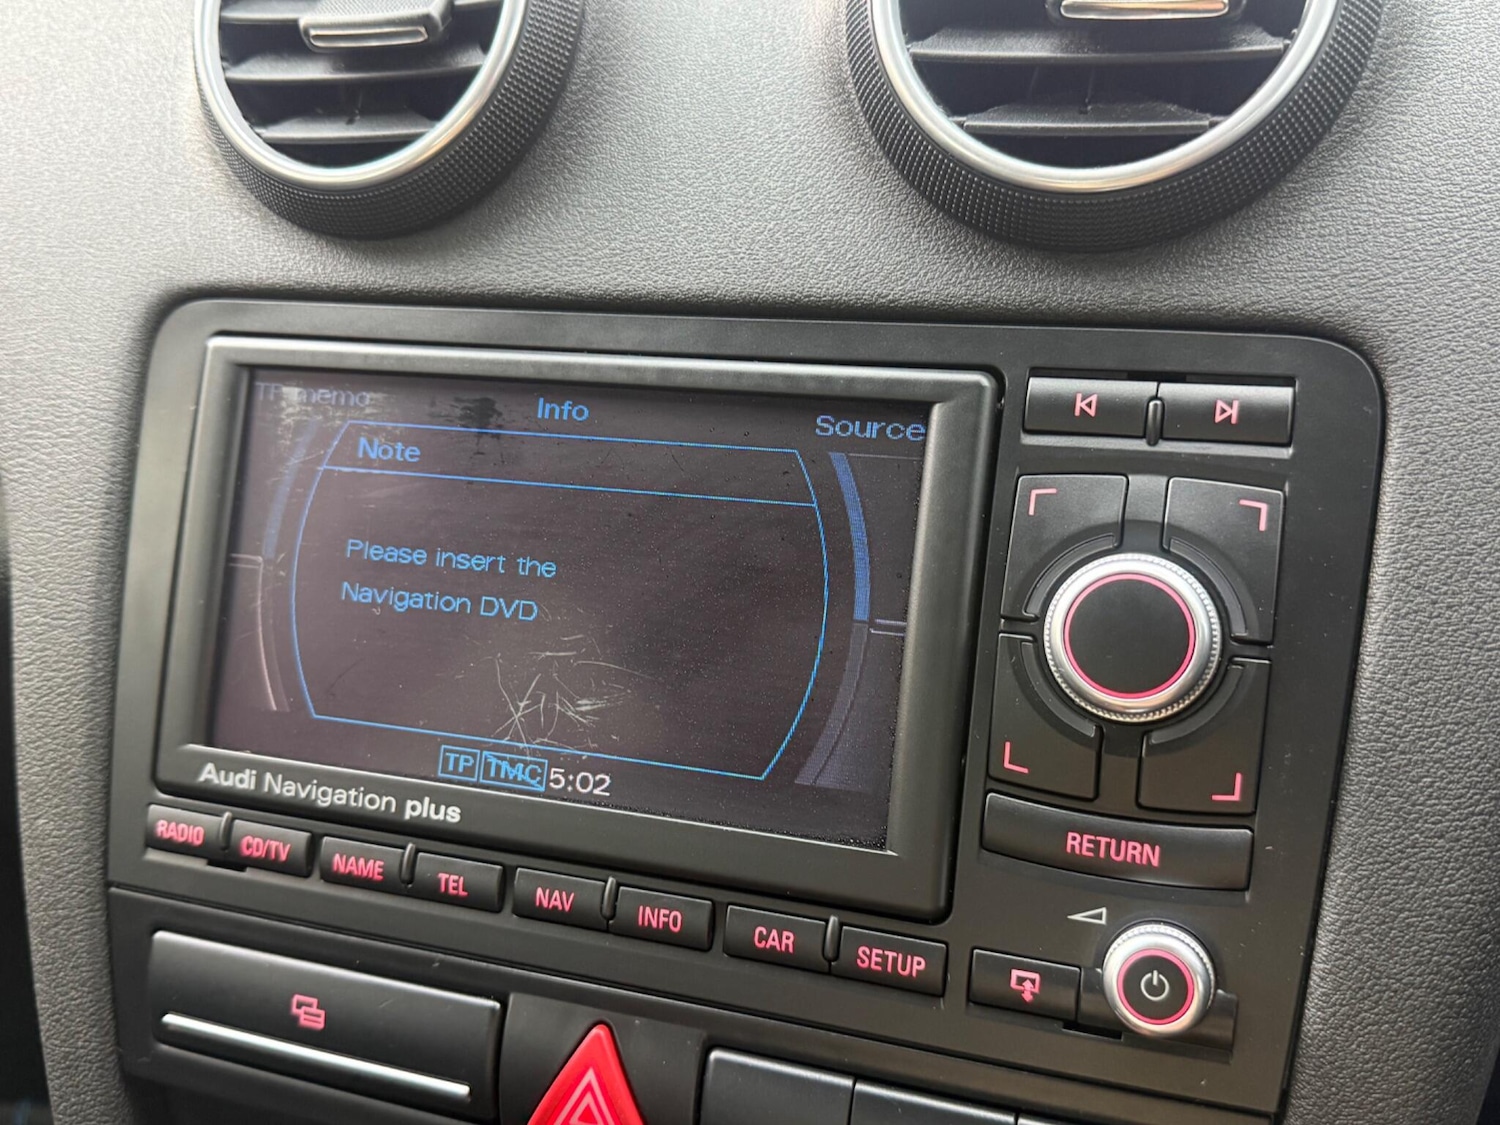 TP memo
Info
Source
Note
Please insert the
Navigation DVD
TP TMC 5:02
Audi Navigation plus
RADIO
CD/TV
NAME
TEL
NAV
INFO
CAR
SETUP
RETURN